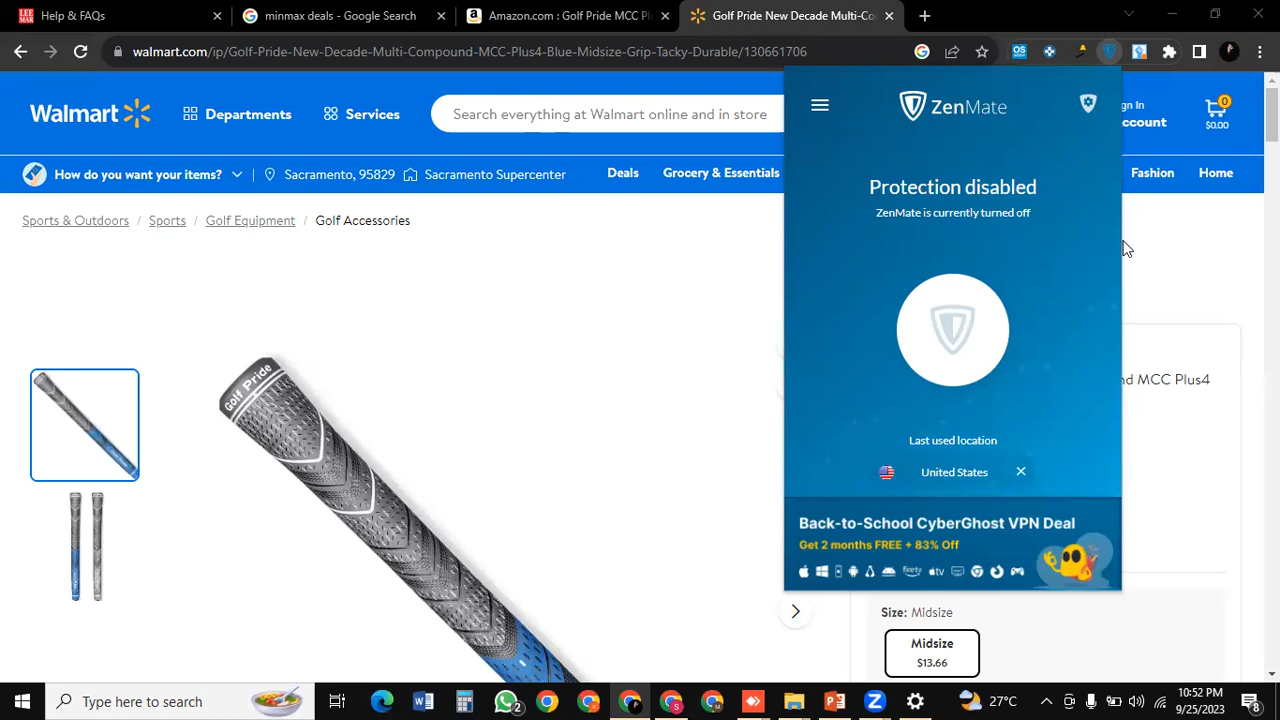 Help & FAQs
minmax deals - Google Search
Amazon.com : Golf Pride MCC Pl
Golf Pride New Decade Multi-Co
walmart.com/ip/Golf-Pride-New-Decade-Multi-Compound-MCC-Plus4-Blue-Midsize-Grip-Tacky-Durable/130661706
Walmart
Departments
Services
Search everything at Walmart online and in store
ZenMate
ign In
ccount
0
$0.00
How do you want your items?
Sacramento, 95829
Sacramento Supercenter
Deals
Grocery & Essentials
Fashion
Home
Protection disabled
ZenMate is currently turned off
Sports & Outdoors / Sports / Golf Equipment / Golf Accessories
Golf Pride
nd MCC Plus4
Last used location
United States
Back-to-School CyberGhost VPN Deal
Get 2 months FREE + 83% Off
firetv
tv
Size: Midsize
Midsize
$13.66
Type here to search
2
27°C
10:52 PM
9/25/2023
8